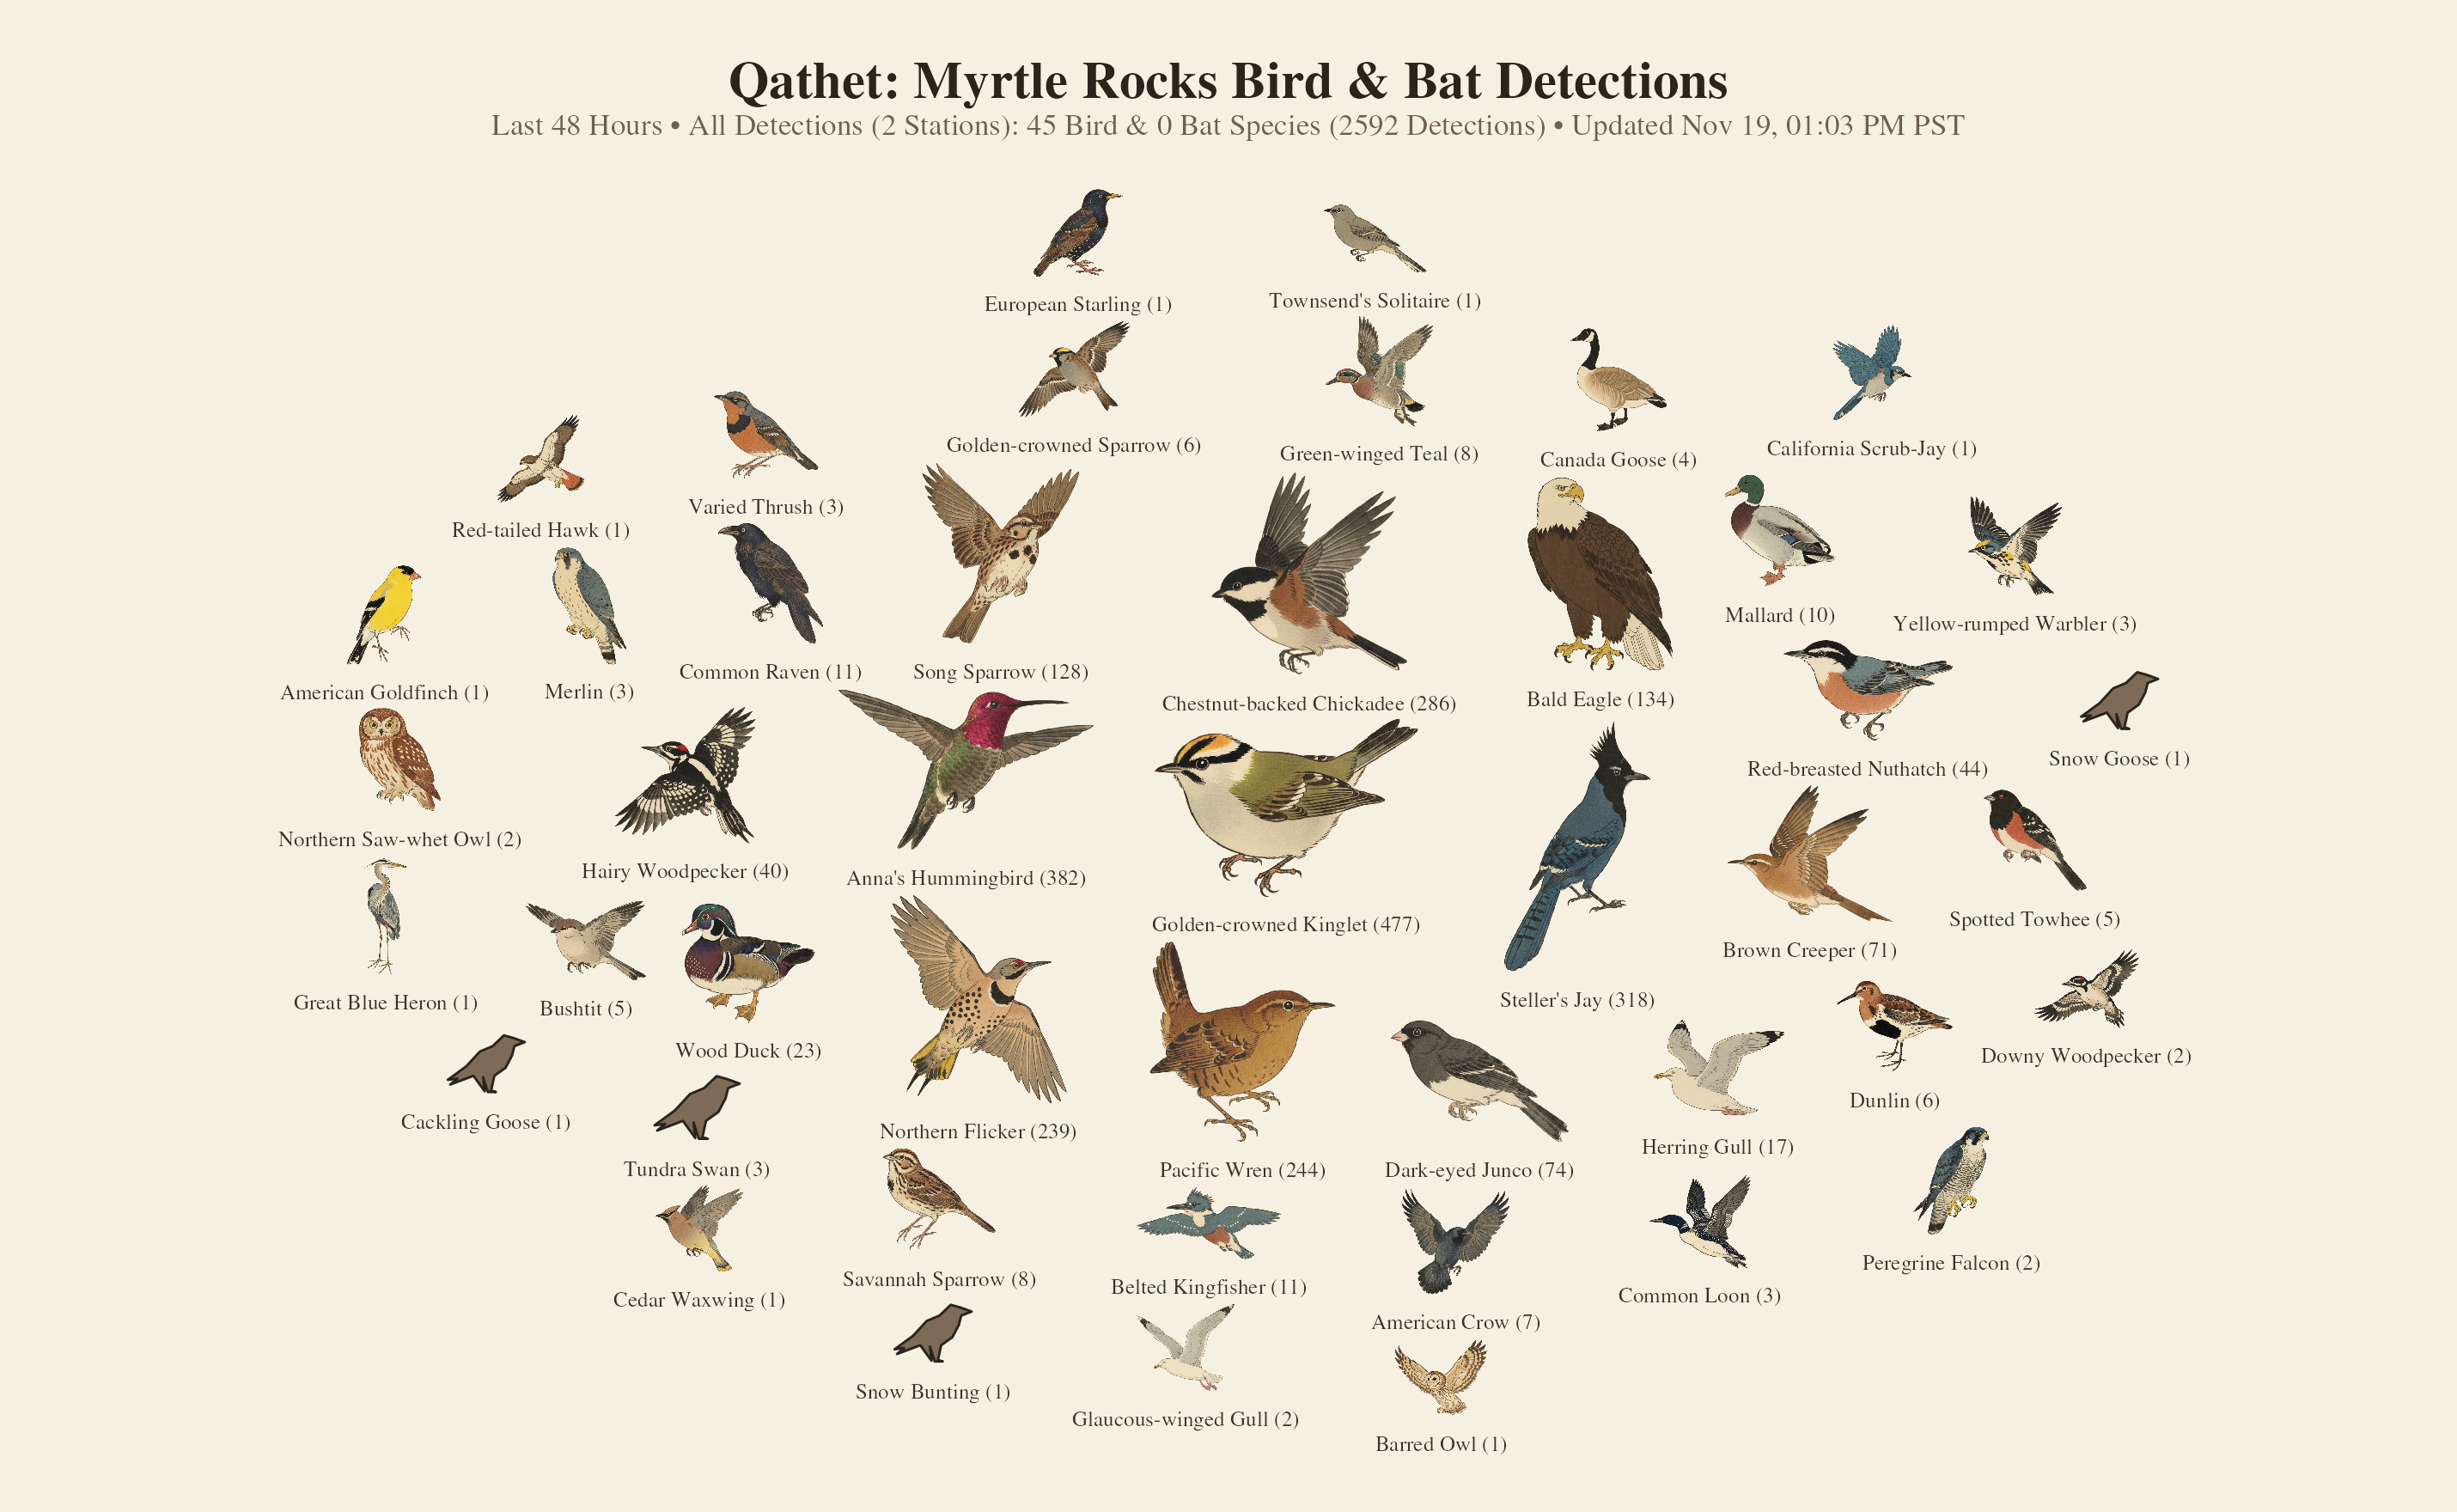 Qathet: Myrtle Rocks Bird & Bat Detections
Last 48 Hours • All Detections (2 Stations): 45 Bird & 0 Bat Species (2592 Detections) • Updated Nov 19, 01:03 PM PST
European Starling (1)
Townsend's Solitaire (1)
Golden-crowned Sparrow (6)
Green-winged Teal (8)
Canada Goose (4)
California Scrub-Jay (1)
Red-tailed Hawk (1)
Varied Thrush (3)
American Goldfinch (1)
Merlin (3)
Common Raven (11)
Song Sparrow (128)
Chestnut-backed Chickadee (286)
Bald Eagle (134)
Mallard (10)
Yellow-rumped Warbler (3)
Northern Saw-whet Owl (2)
Hairy Woodpecker (40)
Anna's Hummingbird (382)
Golden-crowned Kinglet (477)
Steller's Jay (318)
Red-breasted Nuthatch (44)
Snow Goose (1)
Brown Creeper (71)
Spotted Towhee (5)
Great Blue Heron (1)
Bushtit (5)
Wood Duck (23)
Northern Flicker (239)
Pacific Wren (244)
Dark-eyed Junco (74)
Herring Gull (17)
Dunlin (6)
Downy Woodpecker (2)
Cackling Goose (1)
Tundra Swan (3)
Cedar Waxwing (1)
Savannah Sparrow (8)
Belted Kingfisher (11)
American Crow (7)
Common Loon (3)
Peregrine Falcon (2)
Snow Bunting (1)
Glaucous-winged Gull (2)
Barred Owl (1)